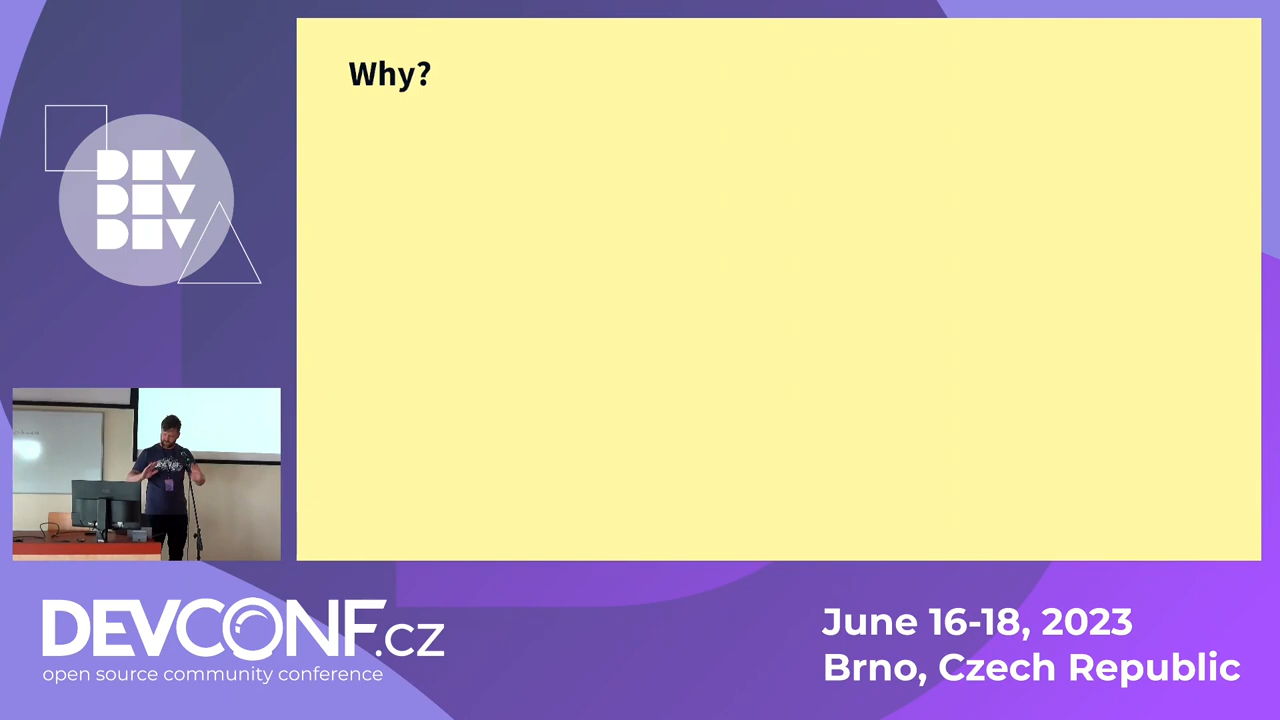 Why?
DEV
DEV
DEV
DEVCONF.cz
open source community conference
June 16-18, 2023
Brno, Czech Republic